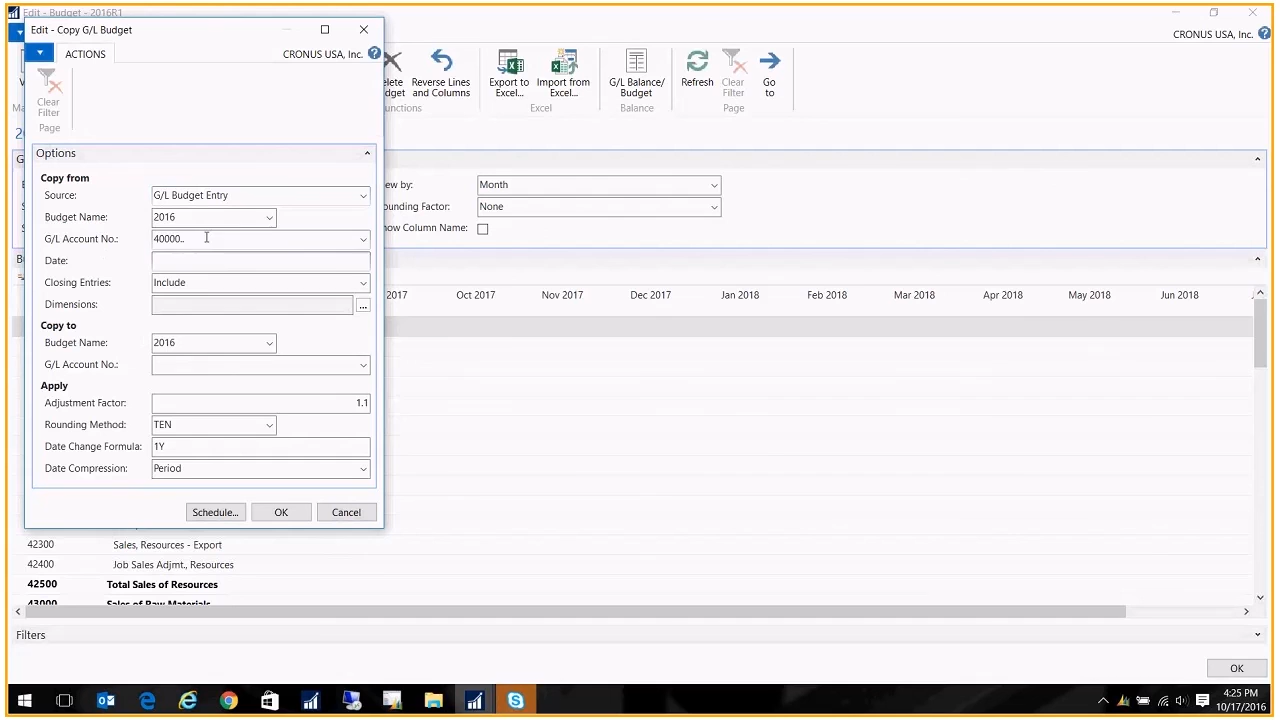 Edit - Budget - 2016R1
Edit - Copy G/L Budget
CRONUS USA, Inc.
ACTIONS
CRONUS USA, Inc.
Clear
Filter
Page
Reverse Lines
and Columns
Export to
Excel...
Import from
Excel...
Excel
G/L Balance/
Budget
Balance
Refresh
Clear
Filter
Page
Go
to
Options
Copy from
Source: G/L Budget Entry
Budget Name: 2016
G/L Account No.: 40000..
Date:
Closing Entries: Include
Dimensions: ...
Copy to
Budget Name: 2016
G/L Account No.:
Apply
Adjustment Factor: 1.1
Rounding Method: TEN
Date Change Formula: 1Y
Date Compression: Period
Schedule... OK Cancel
ew by: Month
ounding Factor: None
how Column Name:
2017 Oct 2017 Nov 2017 Dec 2017 Jan 2018 Feb 2018 Mar 2018 Apr 2018 May 2018 Jun 2018
42300 Sales, Resources - Export
42400 Job Sales Adjmt., Resources
42500 Total Sales of Resources
43000 Sales of Raw Materials
Filters
OK
4:25 PM
10/17/2016